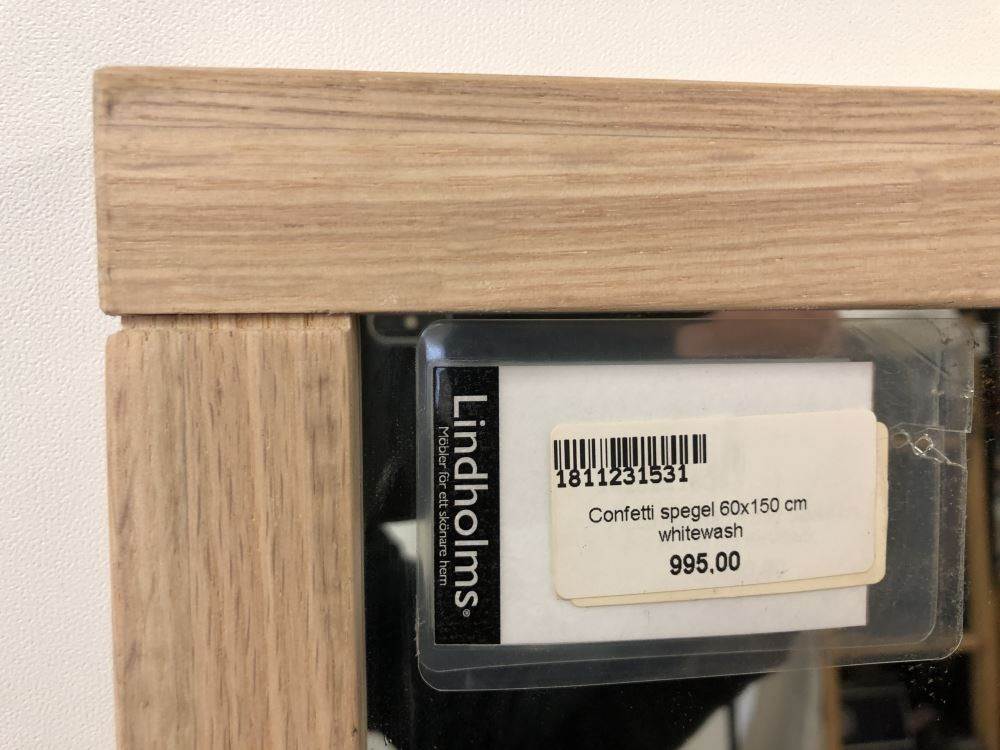 Lindholms®
Möbler för ett skönare hem
1811231531
Confetti spegel 60x150 cm
whitewash
995,00